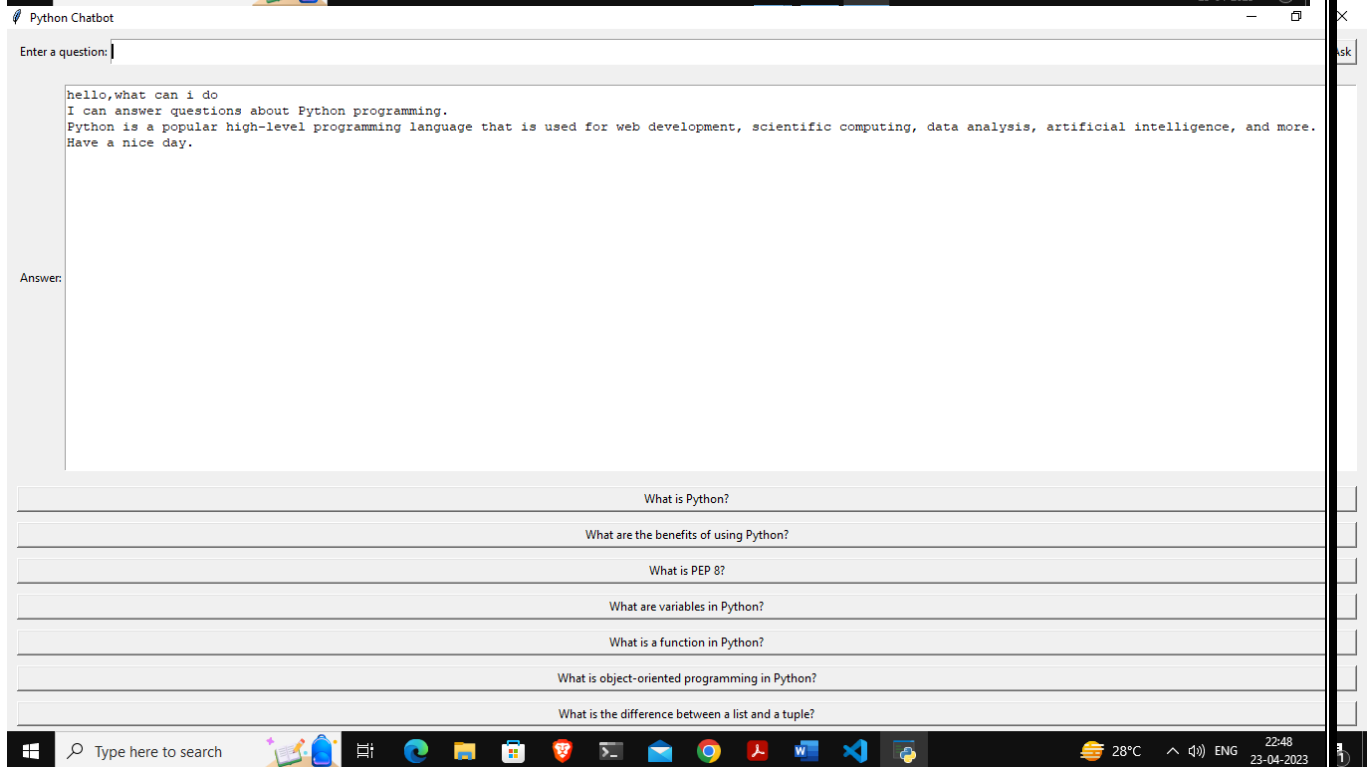 Python Chatbot
Enter a question:
hello,what can i do
I can answer questions about Python programming.
Python is a popular high-level programming language that is used for web development, scientific computing, data analysis, artificial intelligence, and more.
Have a nice day.
Answer:
What is Python?
What are the benefits of using Python?
What is PEP 8?
What are variables in Python?
What is a function in Python?
What is object-oriented programming in Python?
What is the difference between a list and a tuple?
Type here to search
28°C
ENG
22:48
23-04-2023